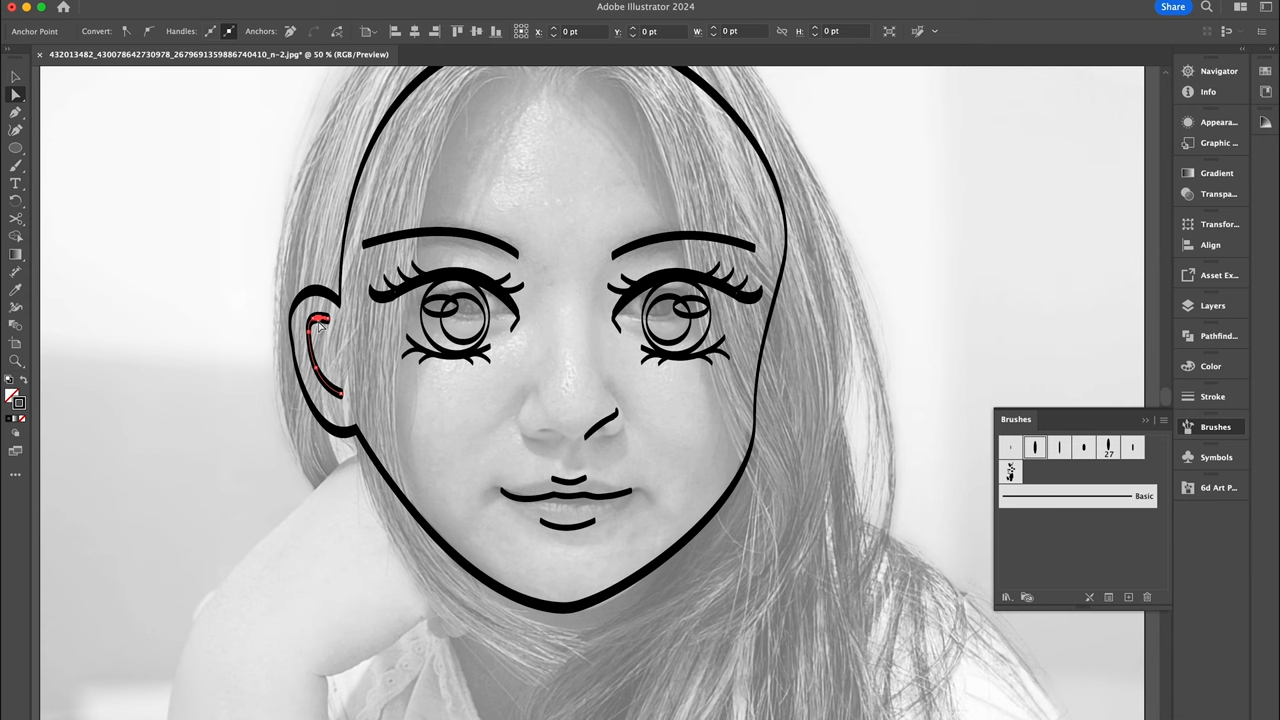 Adobe Illustrator 2024
Share
Anchor Point
Convert:
Handles:
Anchors:
X:
0 pt
Y:
0 pt
W:
0 pt
H:
0 pt
432013482_430078642730978_2679691359886740410_n-2.jpg* @ 50 % (RGB/Preview)
Navigator
Info
Appeara...
Graphic ...
Gradient
Transpa...
Transfor...
Align
Asset Ex...
Layers
Pathfind...
Color
Stroke
Brushes
Symbols
6d Art P...
Brushes
27
Basic